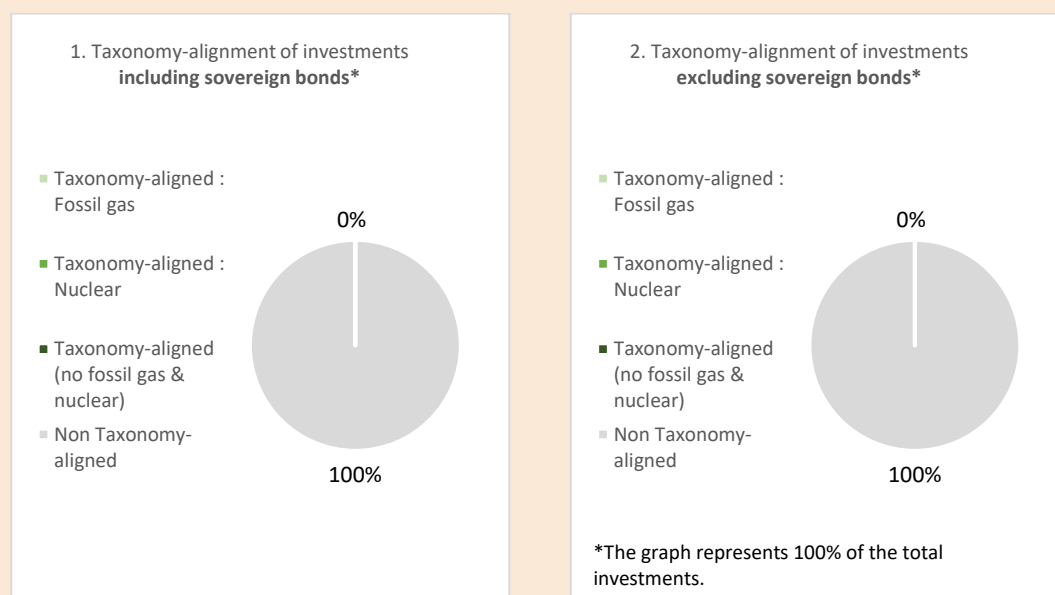 1. Taxonomy-alignment of investments
including sovereign bonds*
Taxonomy-aligned :
Fossil gas
Taxonomy-aligned :
Nuclear
Taxonomy-aligned
(no fossil gas &
nuclear)
Non Taxonomy-
aligned
0%
100%
2. Taxonomy-alignment of investments
excluding sovereign bonds*
Taxonomy-aligned :
Fossil gas
Taxonomy-aligned :
Nuclear
Taxonomy-aligned
(no fossil gas &
nuclear)
Non Taxonomy-
aligned
0%
100%
*The graph represents 100% of the total
investments.